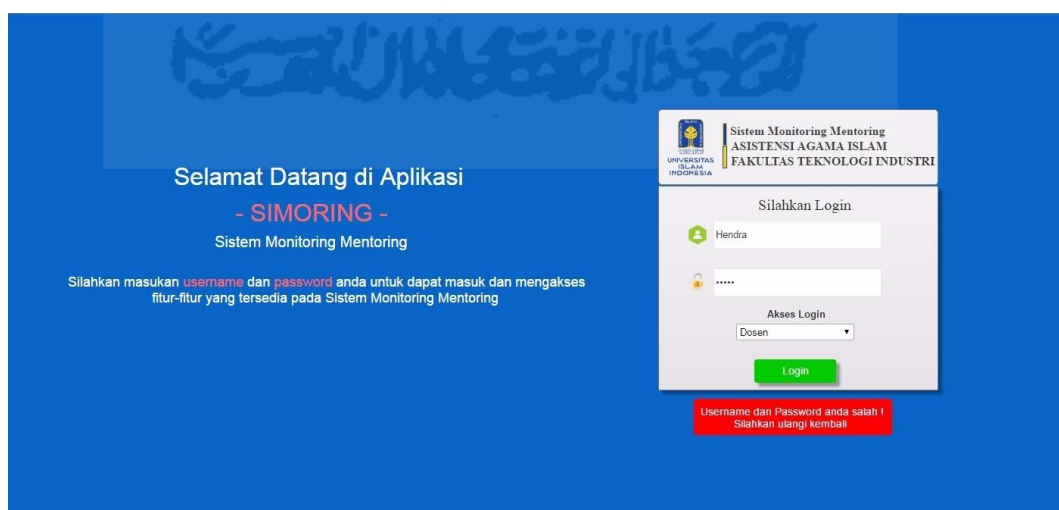 Selamat Datang di Aplikasi
- SIMORING -
Sistem Monitoring Mentoring
Silahkan masukan username dan password anda untuk dapat masuk dan mengakses
fitur-fitur yang tersedia pada Sistem Monitoring Mentoring
UNIVERSITAS
ISLAM
INDONESIA
Sistem Monitoring Mentoring
ASISTENSI AGAMA ISLAM
FAKULTAS TEKNOLOGI INDUSTRI
Silahkan Login
Hendra
•••••
Akses Login
Dosen
Login
Username dan Password anda salah !
Silahkan ulangi kembali